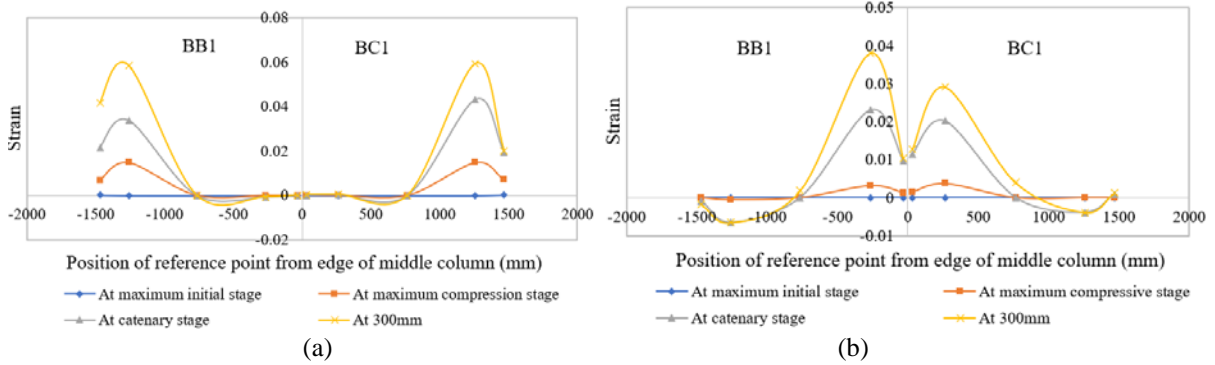 0.08
0.06
0.04
0.02
0
-0.02
BB1
BC1
Strain
-2000 -1500 -1000 -500 0 500 1000 1500 2000
Position of reference point from edge of middle column (mm)
At maximum initial stage At maximum compression stage
At catenary stage At 300mm
(a)
0.05
0.04
0.03
0.02
0.01
0
-0.01
BB1
BC1
Strain
-2000 -1500 -1000 -500 0 500 1000 1500 2000
Position of reference point from edge of middle column (mm)
At maximum initial stage At maximum compressive stage
At catenary stage At 300mm
(b)